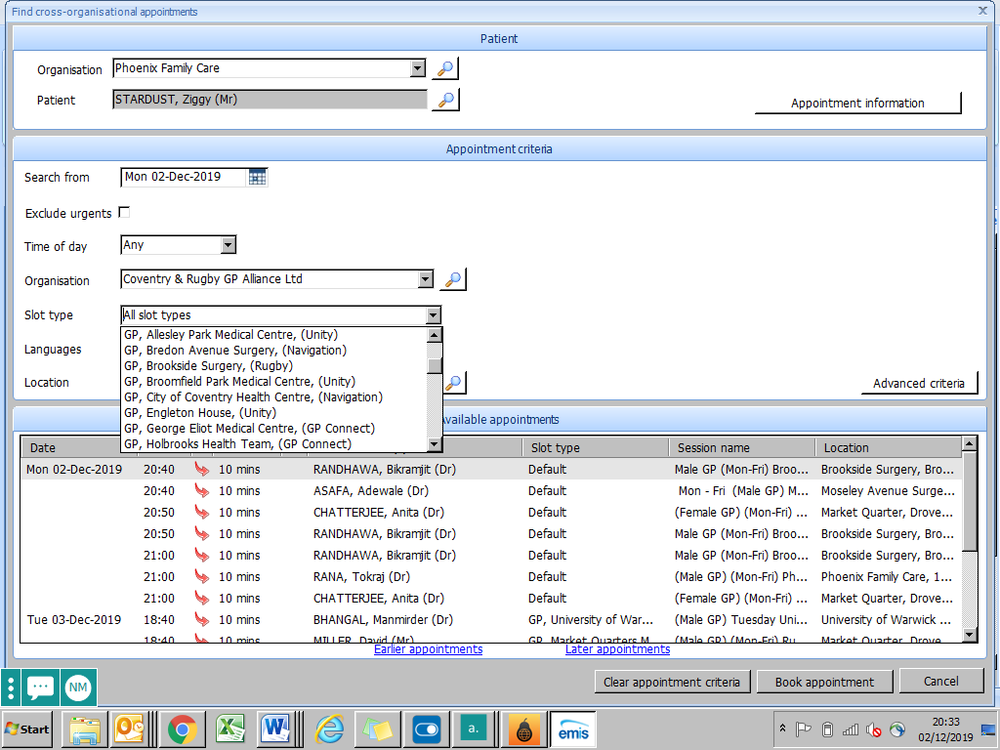 Find cross-organisational appointments
Patient
Organisation Phoenix Family Care
Patient STARDUST, Ziggy (Mr)
Appointment information
Appointment criteria
Search from Mon 02-Dec-2019
Exclude urgents
Time of day Any
Organisation Coventry & Rugby GP Alliance Ltd
Slot type All slot types
GP, Allesley Park Medical Centre, (Unity)
Languages GP, Bredon Avenue Surgery, (Navigation)
GP, Brookside Surgery, (Rugby)
Location GP, Broomfield Park Medical Centre, (Unity) Advanced criteria
GP, City of Coventry Health Centre, (Navigation)
GP, Engleton House, (Unity) Available appointments
GP, George Eliot Medical Centre, (GP Connect)
GP, Holbrooks Health Team, (GP Connect)
Date Slot type Session name Location
Mon 02-Dec-2019 20:40 10 mins RANDHAWA, Bikramjit (Dr) Default Male GP (Mon-Fri) Broo... Brookside Surgery, Bro...
20:40 10 mins ASAFA, Adewale (Dr) Default Mon - Fri (Male GP) M... Moseley Avenue Surge...
20:50 10 mins CHATTERJEE, Anita (Dr) Default (Female GP) (Mon-Fri) ... Market Quarter, Drove...
20:50 10 mins RANDHAWA, Bikramjit (Dr) Default Male GP (Mon-Fri) Broo... Brookside Surgery, Bro...
21:00 10 mins RANDHAWA, Bikramjit (Dr) Default Male GP (Mon-Fri) Broo... Brookside Surgery, Bro...
21:00 10 mins RANA, Tokraj (Dr) Default (Male GP) (Mon-Fri) Ph... Phoenix Family Care, 1...
21:00 10 mins CHATTERJEE, Anita (Dr) Default (Female GP) (Mon-Fri) ... Market Quarter, Drove...
Tue 03-Dec-2019 18:40 10 mins BHANGAL, Manmirder (Dr) GP, University of War... (Male GP) Tuesday Uni... University of Warwick ...
18:40 10 mins MILLER, David (Mr) GP, Market Quarters M... (Male GP) (Mon-Fri) Ru... Market Quarter, Drove...
Earlier appointments Later appointments
Clear appointment criteria Book appointment Cancel
NM
Start a. emis 20:33
02/12/2019